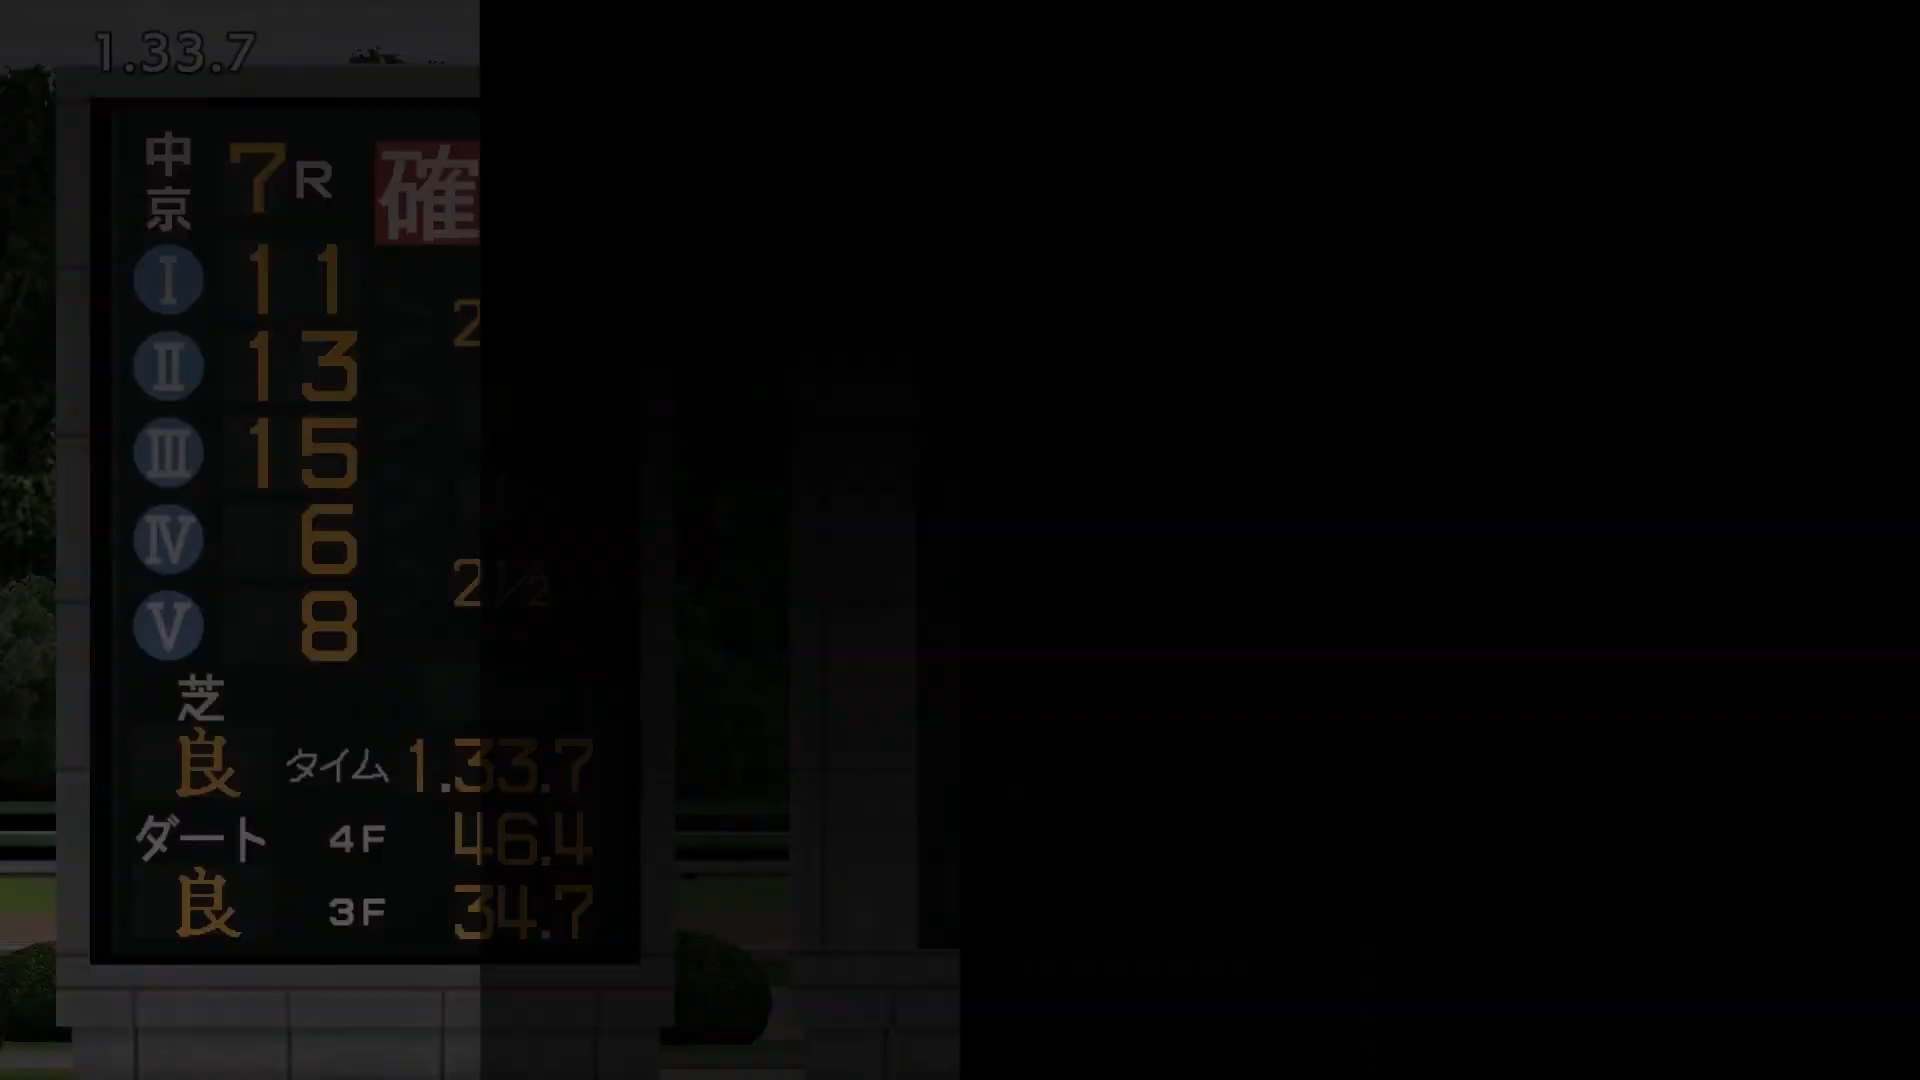 1.33.7
中京 7R 確
I 11
2
II 13
III 15
IV 6
2 1/2
V 8
芝
良 タイム 1.33.7
ダート 4F 46.4
良 3F 34.7